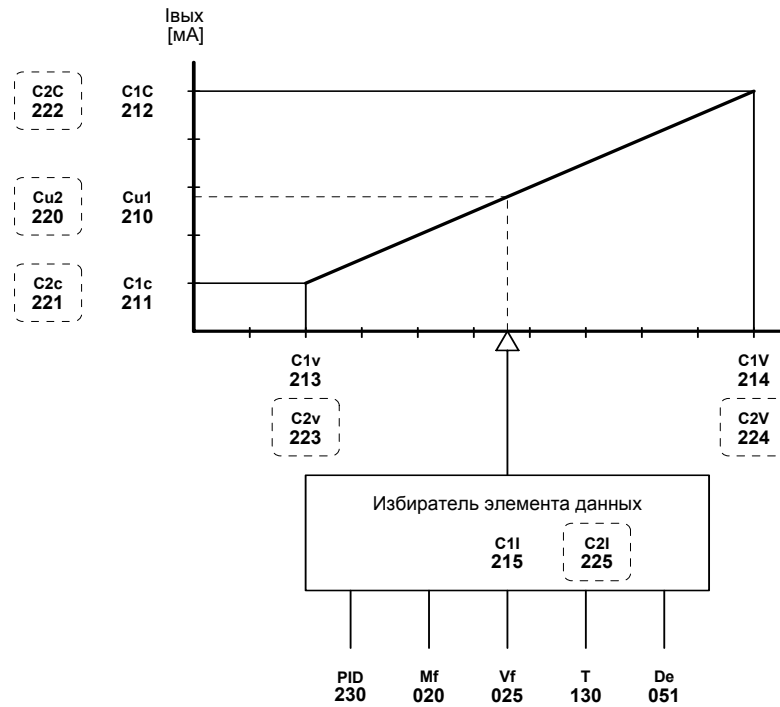 Iвых
[мА]
C2C
222
C1C
212
Cu2
220
Cu1
210
C2c
221
C1c
211
C1v
213
C1V
214
C2v
223
C2V
224
Избиратель элемента данных
C1I
215
C2I
225
PID
230
Mf
020
Vf
025
T
130
De
051